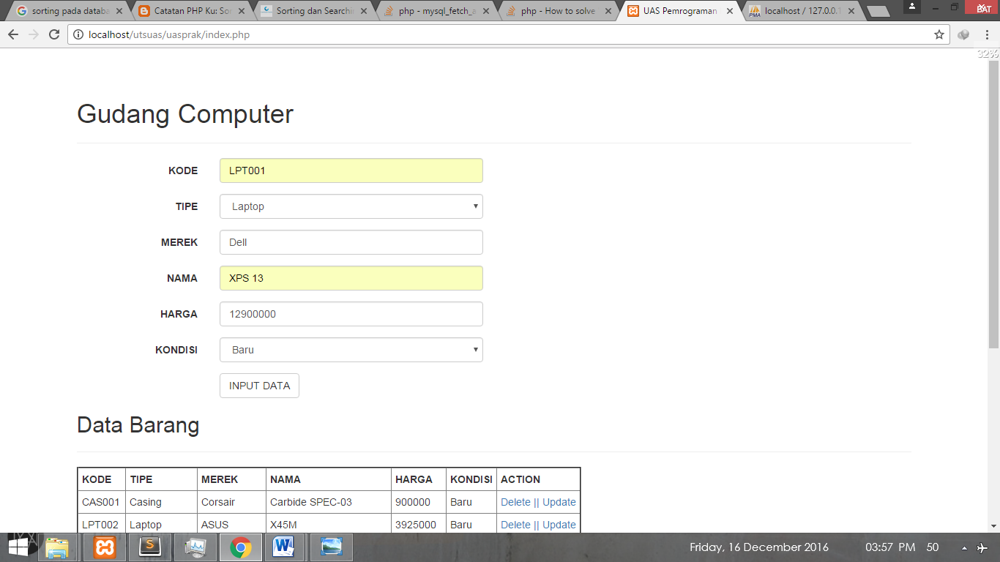 sorting pada databa
Catatan PHP Ku: So
Sorting dan Searchi
php - mysql_fetch_a
php - How to solve
UAS Pemrograman
localhost / 127.0.0.1
BAT
localhost/utsuas/uasprak/index.php
32%
Gudang Computer
KODE LPT001
TIPE Laptop
MEREK Dell
NAMA XPS 13
HARGA 12900000
KONDISI Baru
INPUT DATA
Data Barang
KODE TIPE MEREK NAMA HARGA KONDISI ACTION
CAS001 Casing Corsair Carbide SPEC-03 900000 Baru Delete || Update
LPT002 Laptop ASUS X45M 3925000 Baru Delete || Update
Friday, 16 December 2016 03:57 PM 50